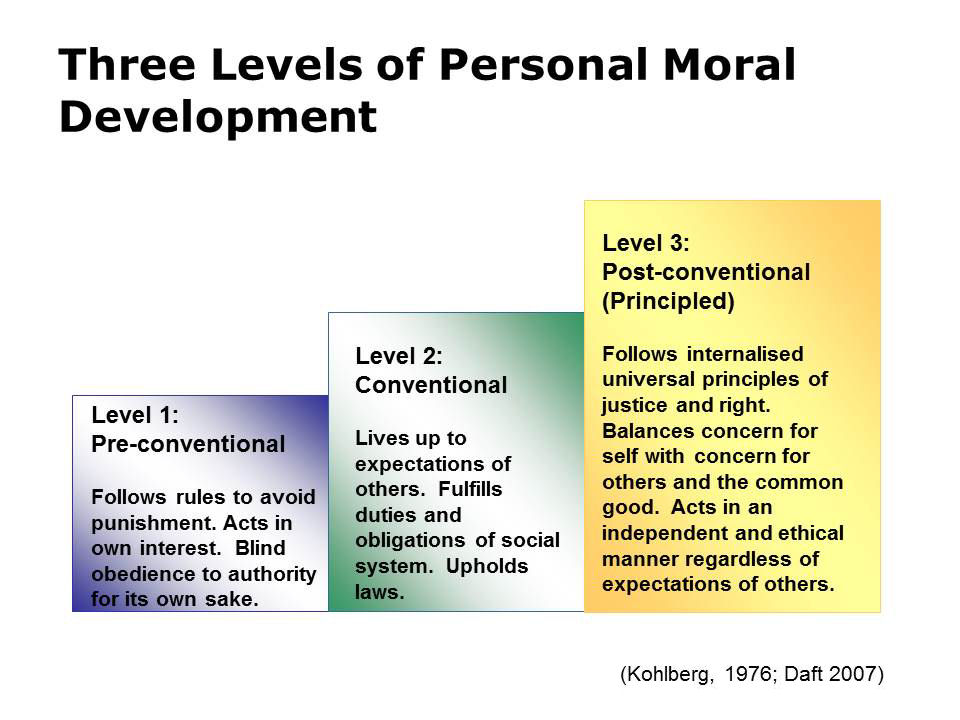 Three Levels of Personal Moral
Development
Level 1:
Pre-conventional
Follows rules to avoid
punishment. Acts in
own interest.  Blind
obedience to authority
for its own sake.
Level 2:
Conventional
Lives up to
expectations of
others.  Fulfills
duties and
obligations of social
system.  Upholds
laws.
Level 3:
Post-conventional
(Principled)
Follows internalised
universal principles of
justice and right.
Balances concern for
self with concern for
others and the common
good.  Acts in an
independent and ethical
manner regardless of
expectations of others.
(Kohlberg, 1976; Daft 2007)